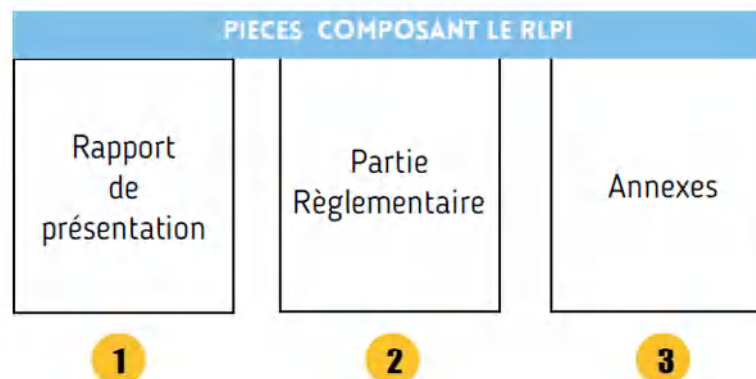 PIECES COMPOSANT LE RLPI
Rapport
de
présentation
Partie
Règlementaire
Annexes
1
2
3